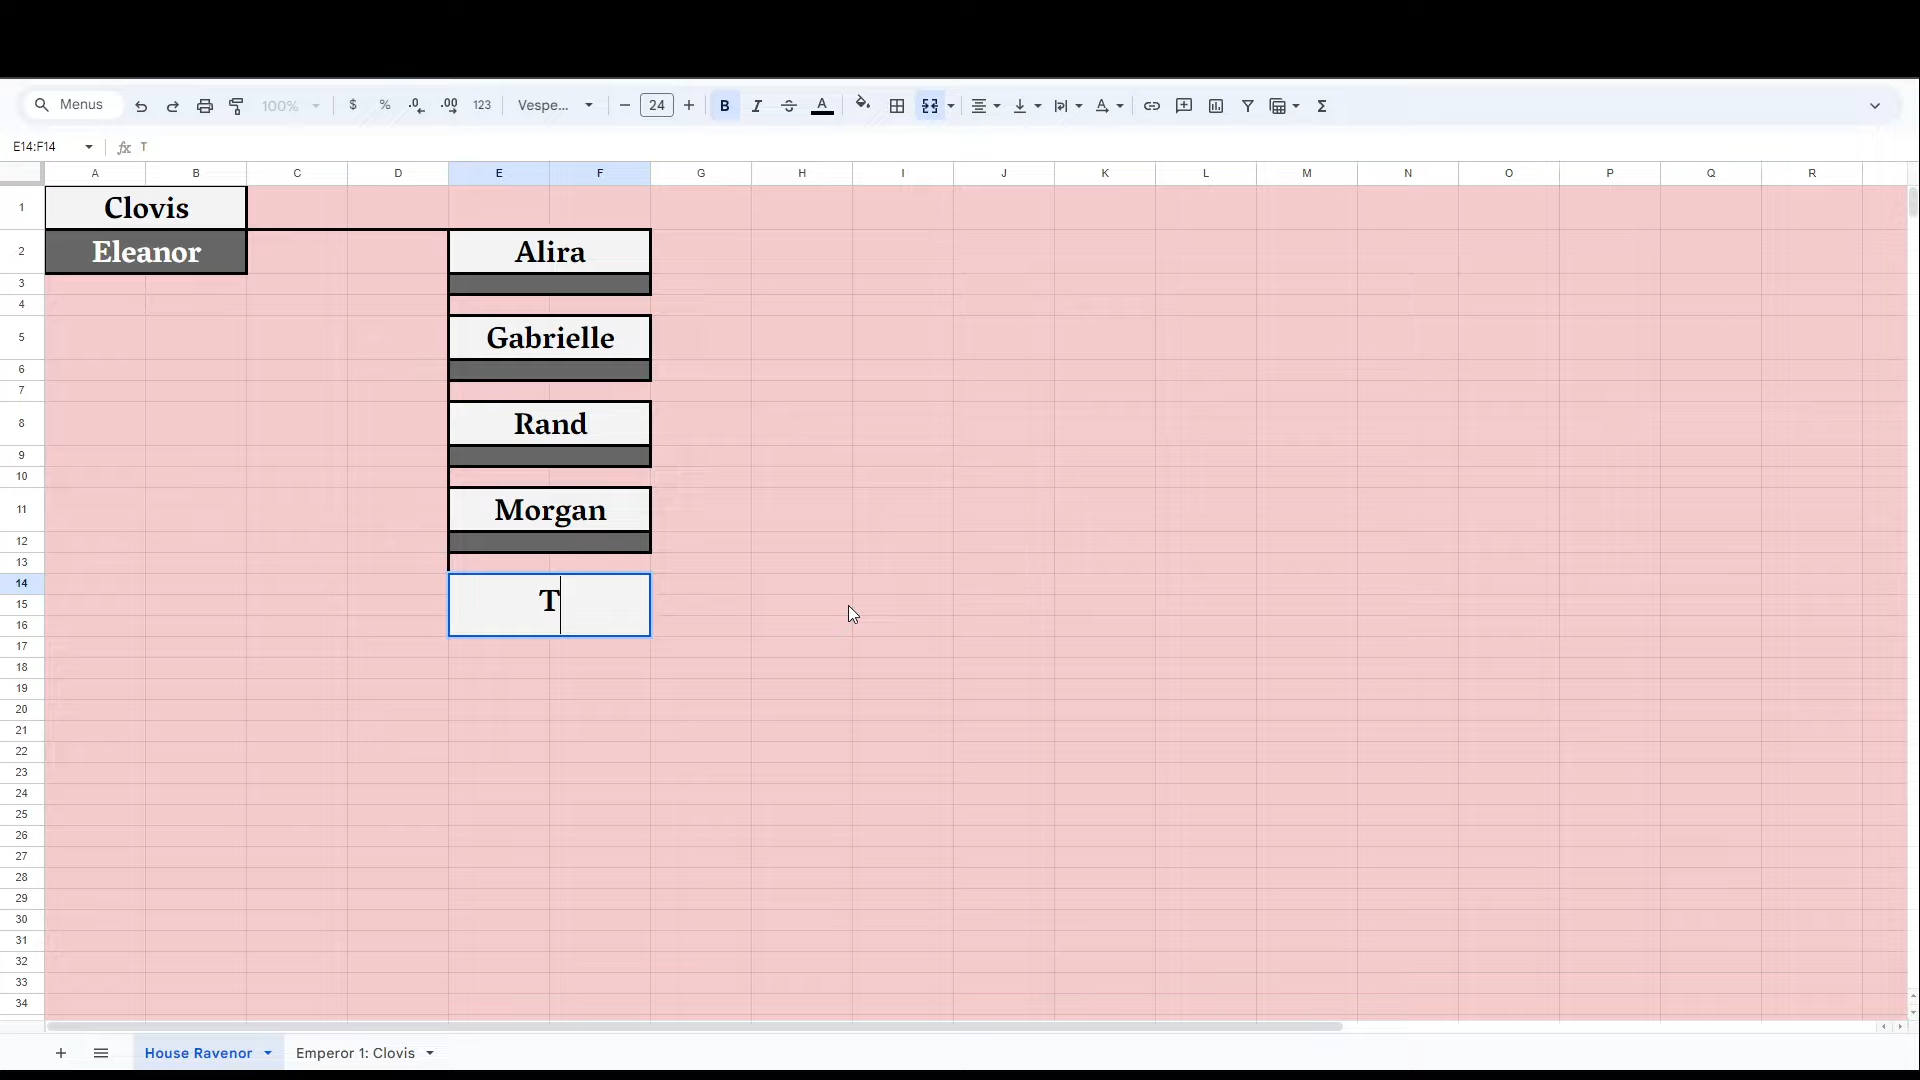 Menus 100% $ % .0 .00 123 Vespe... 24 B I A Σ
E14:F14 fx T
A B C D E F G H I J K L M N O P Q R
1 Clovis
2 Eleanor Alira
3
4
5 Gabrielle
6
7
8 Rand
9
10
11 Morgan
12
13
14 T
15
16
17
18
19
20
21
22
23
24
25
26
27
28
29
30
31
32
33
34
House Ravenor Emperor 1: Clovis